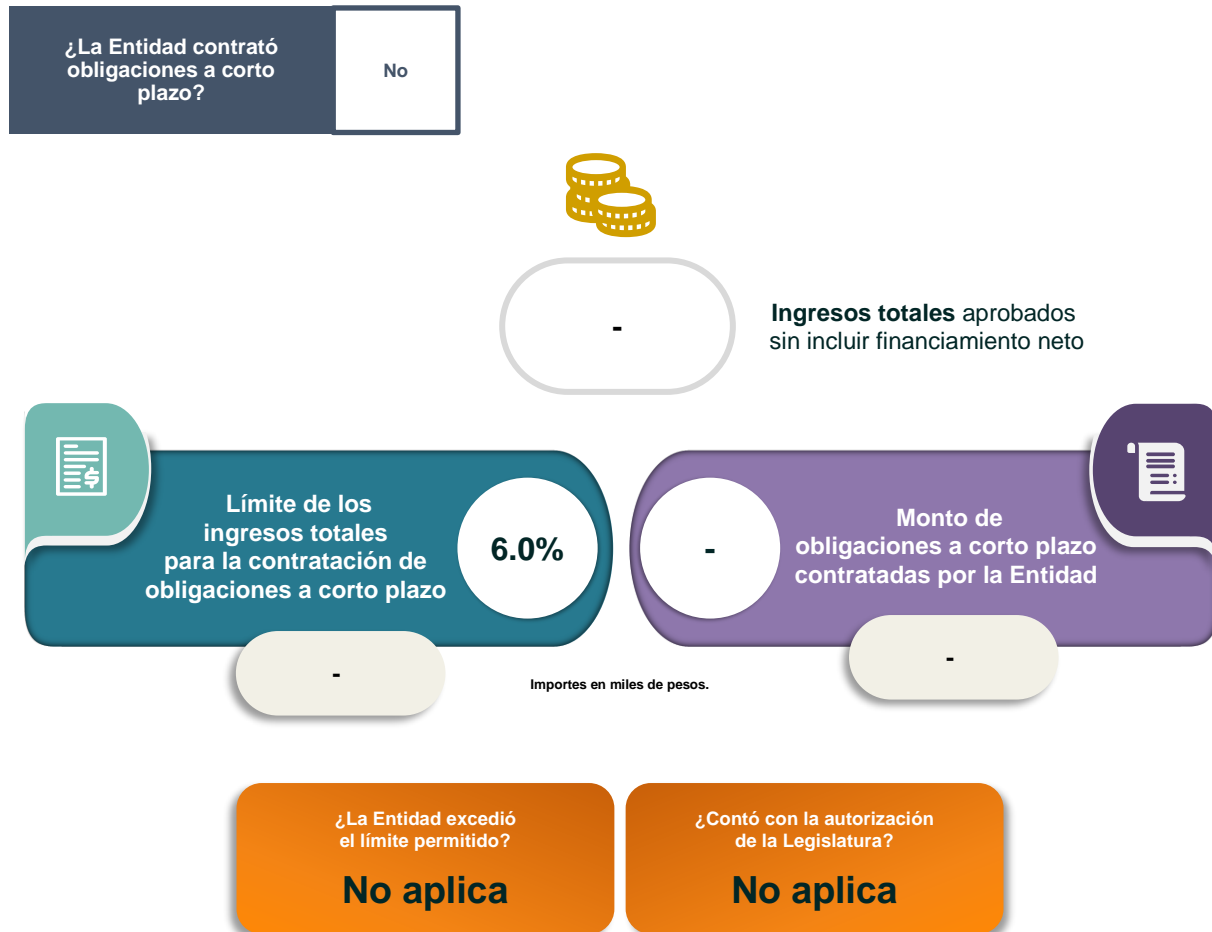 ¿La Entidad contrató
obligaciones a corto
plazo?
No
-
Ingresos totales aprobados
sin incluir financiamiento neto
Límite de los
ingresos totales
para la contratación de
obligaciones a corto plazo
6.0%
-
-
Monto de
obligaciones a corto plazo
contratadas por la Entidad
-
Importes en miles de pesos.
¿La Entidad excedió
el límite permitido?
No aplica
¿Contó con la autorización
de la Legislatura?
No aplica